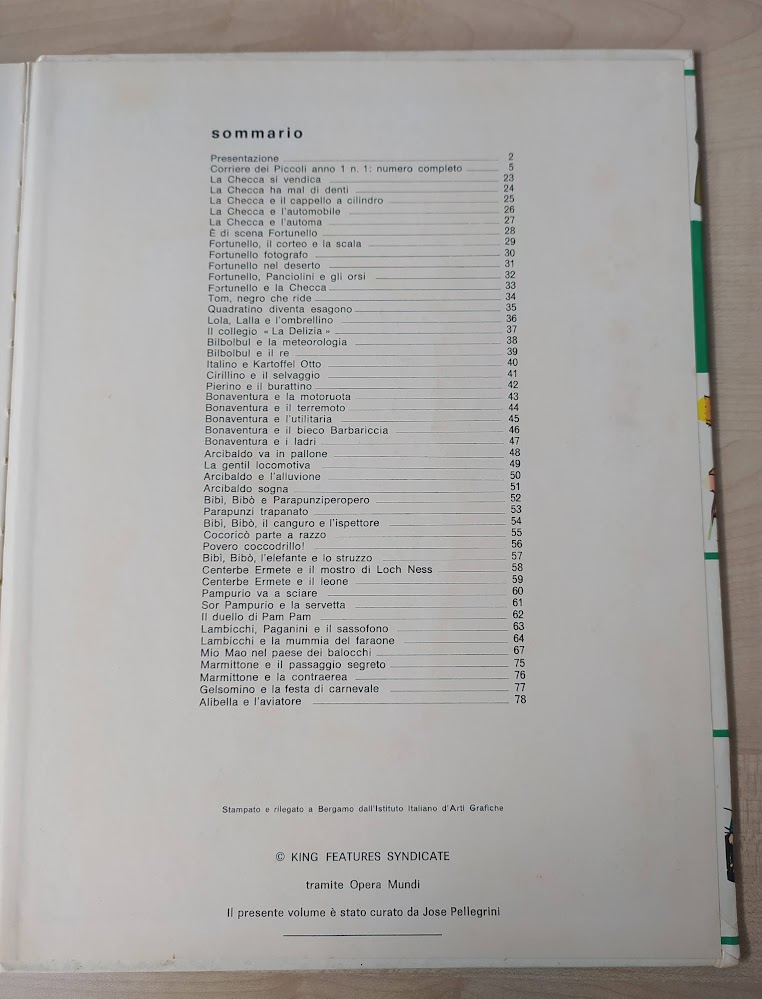 sommario
Presentazione 2
Corriere dei Piccoli anno 1 n. 1: numero completo 5
La Checca si vendica 23
La Checca ha mal di denti 24
La Checca e il cappello a cilindro 25
La Checca e l'automobile 26
La Checca e l'automa 27
È di scena Fortunello 28
Fortunello, il corteo e la scala 29
Fortunello fotografo 30
Fortunello nel deserto 31
Fortunello, Panciolini e gli orsi 32
Fortunello e la Checca 33
Tom, negro che ride 34
Quadratino diventa esagono 35
Lola, Lalla e l'ombrellino 36
Il collegio « La Delizia » 37
Bilbolbul e la meteorologia 38
Bilbolbul e il re 39
Italino e Kartoffel Otto 40
Cirillino e il selvaggio 41
Pierino e il burattino 42
Bonaventura e la motoruota 43
Bonaventura e il terremoto 44
Bonaventura e l'utilitaria 45
Bonaventura e il bieco Barbariccia 46
Bonaventura e i ladri 47
Arcibaldo va in pallone 48
La gentil locomotiva 49
Arcibaldo e l'alluvione 50
Arcibaldo sogna 51
Bibì, Bibò e Parapunziperopero 52
Parapunzi trapanato 53
Bibì, Bibò, il canguro e l'ispettore 54
Cocoricò parte a razzo 55
Povero coccodrillo! 56
Bibì, Bibò, l'elefante e lo struzzo 57
Centerbe Ermete e il mostro di Loch Ness 58
Centerbe Ermete e il leone 59
Pampurio va a sciare 60
Sor Pampurio e la servetta 61
Il duello di Pam Pam 62
Lambicchi, Paganini e il sassofono 63
Lambicchi e la mummia del faraone 64
Mio Mao nel paese dei balocchi 67
Marmittone e il passaggio segreto 75
Marmittone e la contraerea 76
Gelsomino e la festa di carnevale 77
Alibella e l'aviatore 78
Stampato e rilegato a Bergamo dall'Istituto Italiano d'Arti Grafiche
© KING FEATURES SYNDICATE
tramite Opera Mundi
Il presente volume è stato curato da Jose Pellegrini